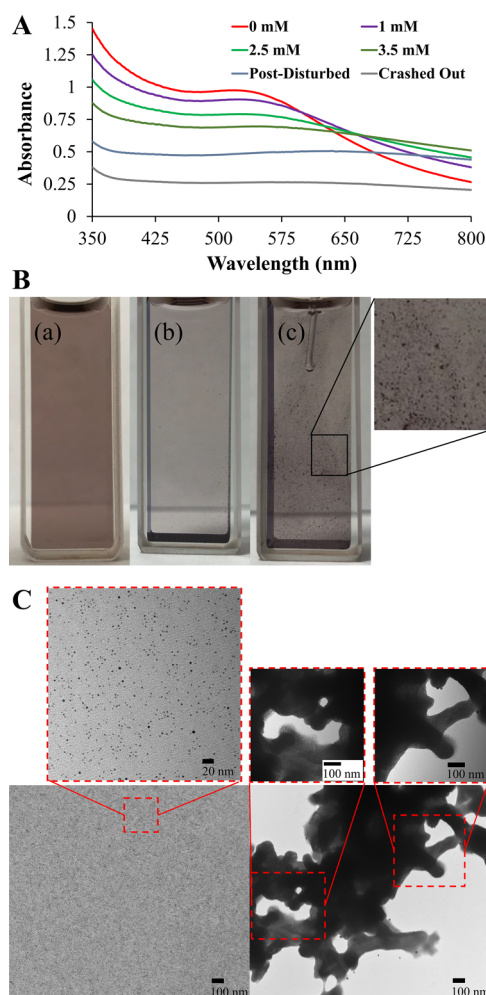 A
1.5
1.25
1
0.75
0.5
0.25
0
Absorbance
0 mM
1 mM
2.5 mM
3.5 mM
Post-Disturbed
Crashed Out
350
425
500
575
650
725
800
Wavelength (nm)
B
(a)
(b)
(c)
C
20 nm
100 nm
100 nm
100 nm
100 nm